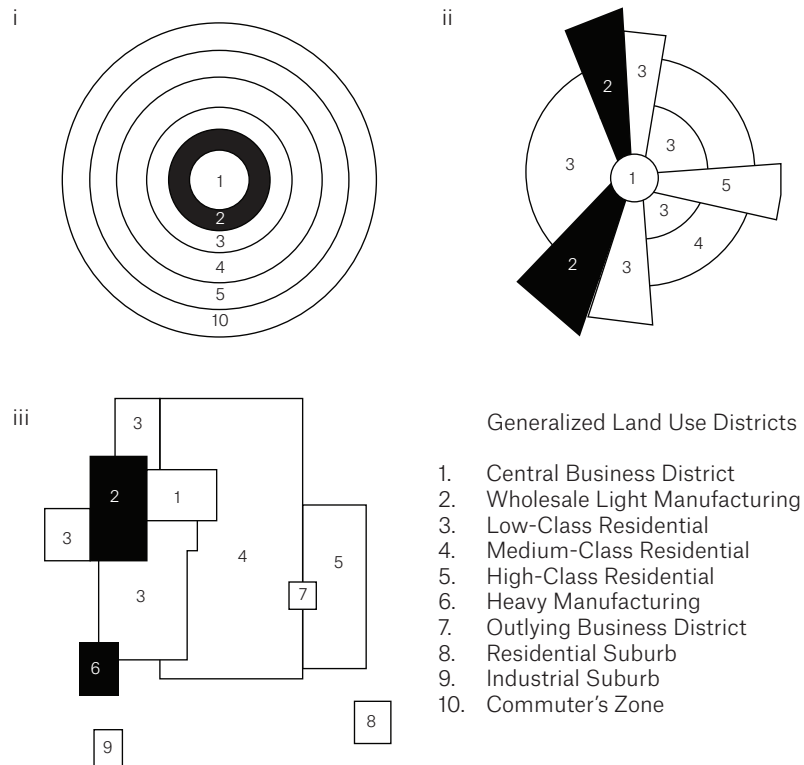 i
1
2
3
4
5
10
ii
2
3
3
3
1
5
3
4
2
3
iii
3
2
1
3
4
5
3
7
6
8
9
Generalized Land Use Districts
1. Central Business District
2. Wholesale Light Manufacturing
3. Low-Class Residential
4. Medium-Class Residential
5. High-Class Residential
6. Heavy Manufacturing
7. Outlying Business District
8. Residential Suburb
9. Industrial Suburb
10. Commuter's Zone